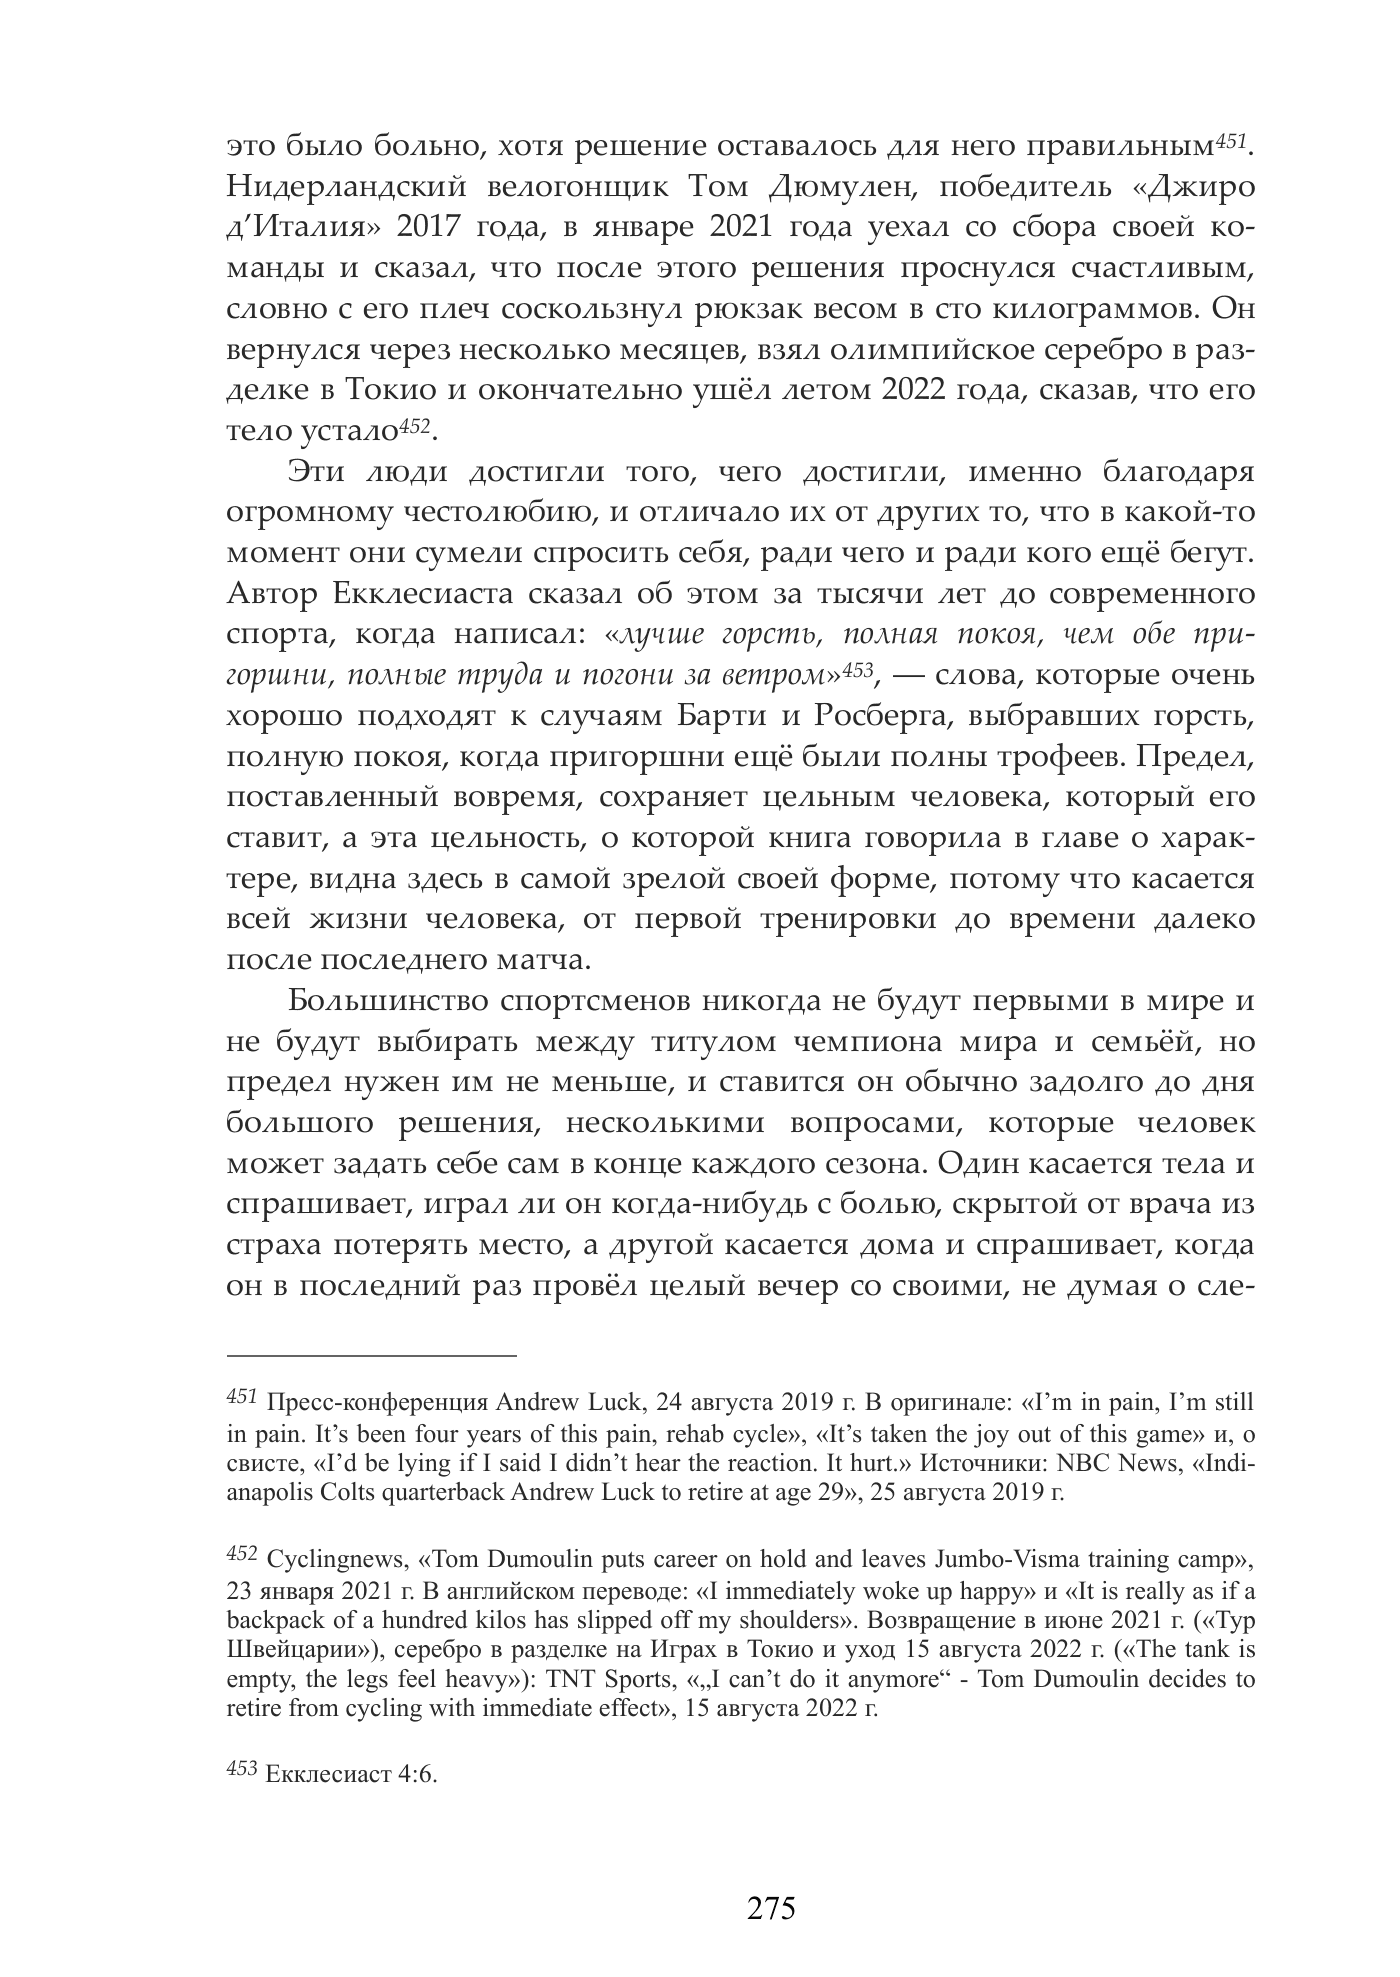 это было больно, хотя решение оставалось для него правильным451.
Нидерландский велогонщик Том Дюмулен, победитель «Джиро
д’Италия» 2017 года, в январе 2021 года уехал со сбора своей ко-
манды и сказал, что после этого решения проснулся счастливым,
словно с его плеч соскользнул рюкзак весом в сто килограммов. Он
вернулся через несколько месяцев, взял олимпийское серебро в раз-
делке в Токио и окончательно ушёл летом 2022 года, сказав, что его
тело устало452.
Эти люди достигли того, чего достигли, именно благодаря
огромному честолюбию, и отличало их от других то, что в какой-то
момент они сумели спросить себя, ради чего и ради кого ещё бегут.
Автор Екклесиаста сказал об этом за тысячи лет до современного
спорта, когда написал: «лучше горсть, полная покоя, чем обе при-
горшни, полные труда и погони за ветром»453, — слова, которые очень
хорошо подходят к случаям Барти и Росберга, выбравших горсть,
полную покоя, когда пригоршни ещё были полны трофеев. Предел,
поставленный вовремя, сохраняет цельным человека, который его
ставит, а эта цельность, о которой книга говорила в главе о харак-
тере, видна здесь в самой зрелой своей форме, потому что касается
всей жизни человека, от первой тренировки до времени далеко
после последнего матча.
Большинство спортсменов никогда не будут первыми в мире и
не будут выбирать между титулом чемпиона мира и семьёй, но
предел нужен им не меньше, и ставится он обычно задолго до дня
большого решения, несколькими вопросами, которые человек
может задать себе сам в конце каждого сезона. Один касается тела и
спрашивает, играл ли он когда-нибудь с болью, скрытой от врача из
страха потерять место, а другой касается дома и спрашивает, когда
он в последний раз провёл целый вечер со своими, не думая о сле-
451 Пресс-конференция Andrew Luck, 24 августа 2019 г. В оригинале: «I’m in pain, I’m still
in pain. It’s been four years of this pain, rehab cycle», «It’s taken the joy out of this game» и, о
свисте, «I’d be lying if I said I didn’t hear the reaction. It hurt.» Источники: NBC News, «Indi-
anapolis Colts quarterback Andrew Luck to retire at age 29», 25 августа 2019 г.
452 Cyclingnews, «Tom Dumoulin puts career on hold and leaves Jumbo-Visma training camp»,
23 января 2021 г. В английском переводе: «I immediately woke up happy» и «It is really as if a
backpack of a hundred kilos has slipped off my shoulders». Возвращение в июне 2021 г. («Тур
Швейцарии»), серебро в разделке на Играх в Токио и уход 15 августа 2022 г. («The tank is
empty, the legs feel heavy»): TNT Sports, «„I can’t do it anymore“ - Tom Dumoulin decides to
retire from cycling with immediate effect», 15 августа 2022 г.
453 Екклесиаст 4:6.
275